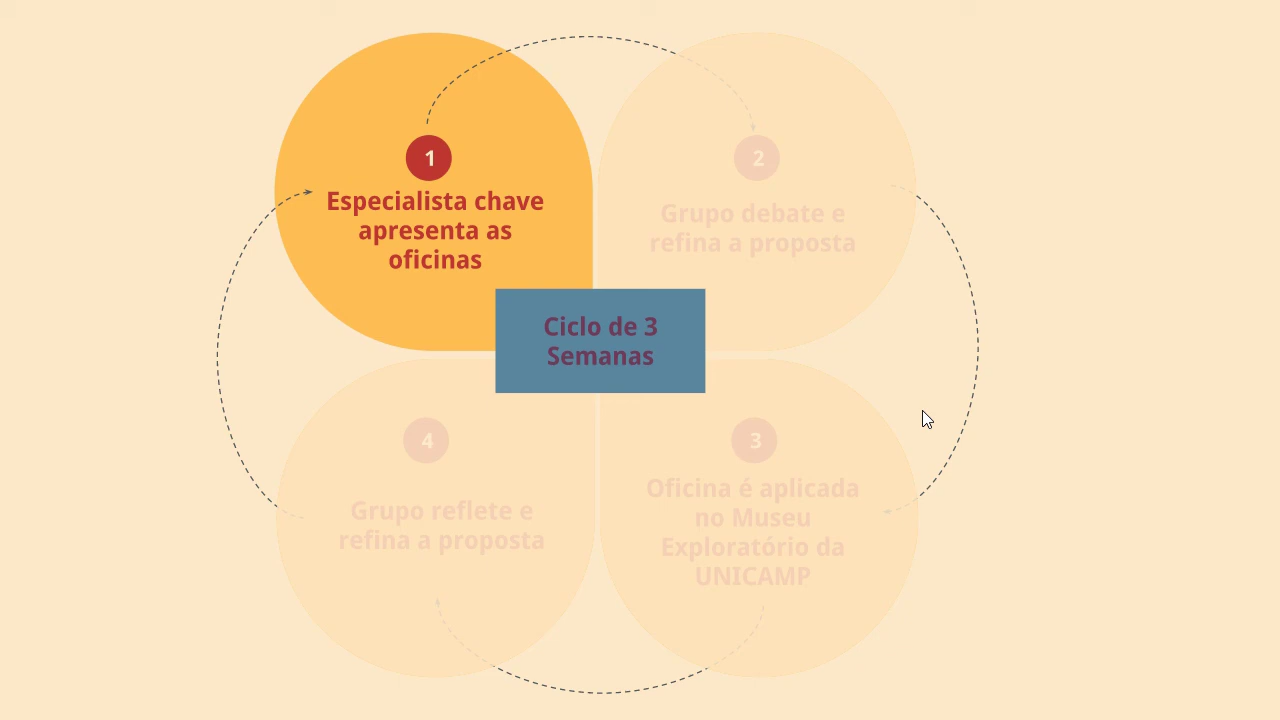 1
Especialista chave
apresenta as
oficinas
2
Grupo debate e
refina a proposta
Ciclo de 3
Semanas
4
Grupo reflete e
refina a proposta
3
Oficina é aplicada
no Museu
Exploratório da
UNICAMP